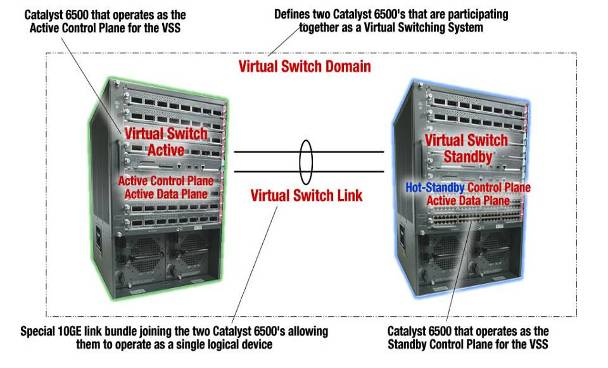 Catalyst 6500 that operates as the
Active Control Plane for the VSS
Defines two Catalyst 6500's that are participating
together as a Virtual Switching System
Virtual Switch Domain
Virtual Switch
Active
Active Control Plane
Active Data Plane
Virtual Switch Link
Virtual Switch
Standby
Hot-Standby Control Plane
Active Data Plane
Special 10GE link bundle joining the two Catalyst 6500's allowing
them to operate as a single logical device
Catalyst 6500 that operates as the
Standby Control Plane for the VSS